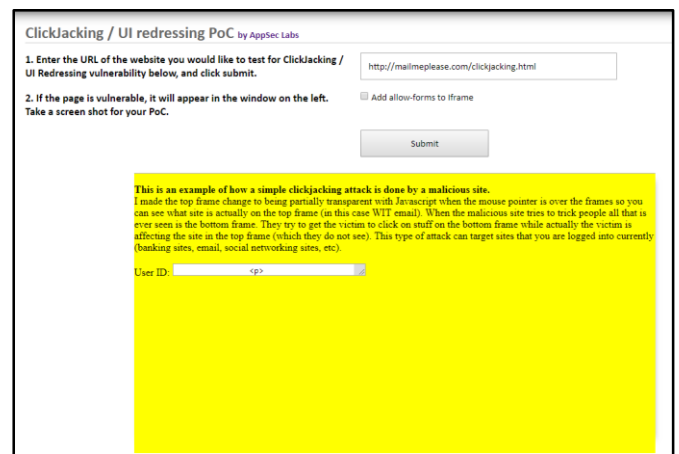 ClickJacking / UI redressing PoC by AppSec Labs
1. Enter the URL of the website you would like to test for ClickJacking /
UI Redressing vulnerability below, and click submit.
http://mailmeplease.com/clickjacking.html
2. If the page is vulnerable, it will appear in the window on the left.
Take a screen shot for your PoC.
Add allow-forms to Iframe
Submit
This is an example of how a simple clickjacking attack is done by a malicious site.
I made the top frame change to being partially transparent with Javascript when the mouse pointer is over the frames so you
can see what site is actually on the top frame (in this case WIT email). When the malicious site tries to trick people all that is
ever seen is the bottom frame. They try to get the victim to click on stuff on the bottom frame while actually the victim is
affecting the site in the top frame (which they do not see). This type of attack can target sites that you are logged into currently
(banking sites, email, social networking sites, etc).
User ID: <p>